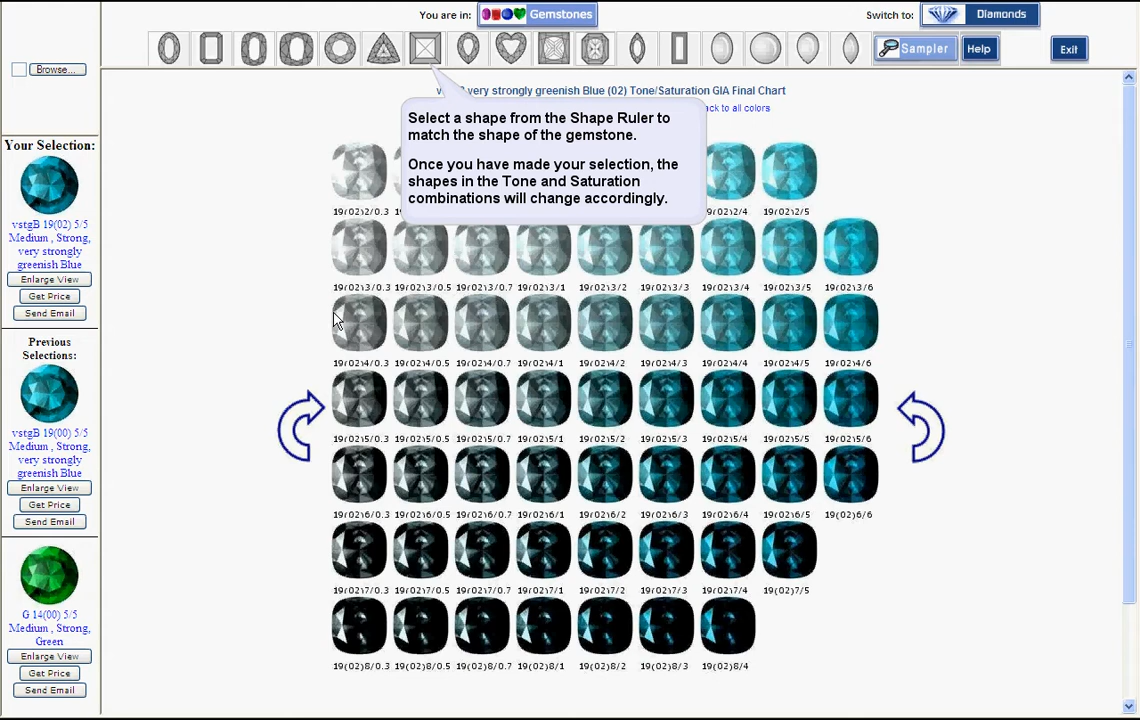 You are in:
Gemstones
Switch to:
Diamonds
Browse...
Sampler
Help
Exit
very strongly greenish Blue (02) Tone/Saturation GIA Final Chart
ack to all colors
Select a shape from the Shape Ruler to
match the shape of the gemstone.
Once you have made your selection, the
shapes in the Tone and Saturation
combinations will change accordingly.
Your Selection:
vstgB 19(02) 5/5
Medium , Strong,
very strongly
greenish Blue
Enlarge View
Get Price
Send Email
Previous
Selections:
vstgB 19(00) 5/5
Medium , Strong,
very strongly
greenish Blue
Enlarge View
Get Price
Send Email
G 14(00) 5/5
Medium, Strong,
Green
Enlarge View
Get Price
Send Email
19(02)2/0.3 19(02)2/4 19(02)2/5
19(02)3/0.3 19(02)3/0.5 19(02)3/0.7 19(02)3/1 19(02)3/2 19(02)3/3 19(02)3/4 19(02)3/5 19(02)3/6
19(02)4/0.3 19(02)4/0.5 19(02)4/0.7 19(02)4/1 19(02)4/2 19(02)4/3 19(02)4/4 19(02)4/5 19(02)4/6
19(02)5/0.3 19(02)5/0.5 19(02)5/0.7 19(02)5/1 19(02)5/2 19(02)5/3 19(02)5/4 19(02)5/5 19(02)5/6
19(02)6/0.3 19(02)6/0.5 19(02)6/0.7 19(02)6/1 19(02)6/2 19(02)6/3 19(02)6/4 19(02)6/5 19(02)6/6
19(02)7/0.3 19(02)7/0.5 19(02)7/0.7 19(02)7/1 19(02)7/2 19(02)7/3 19(02)7/4 19(02)7/5
19(02)8/0.3 19(02)8/0.5 19(02)8/0.7 19(02)8/1 19(02)8/2 19(02)8/3 19(02)8/4